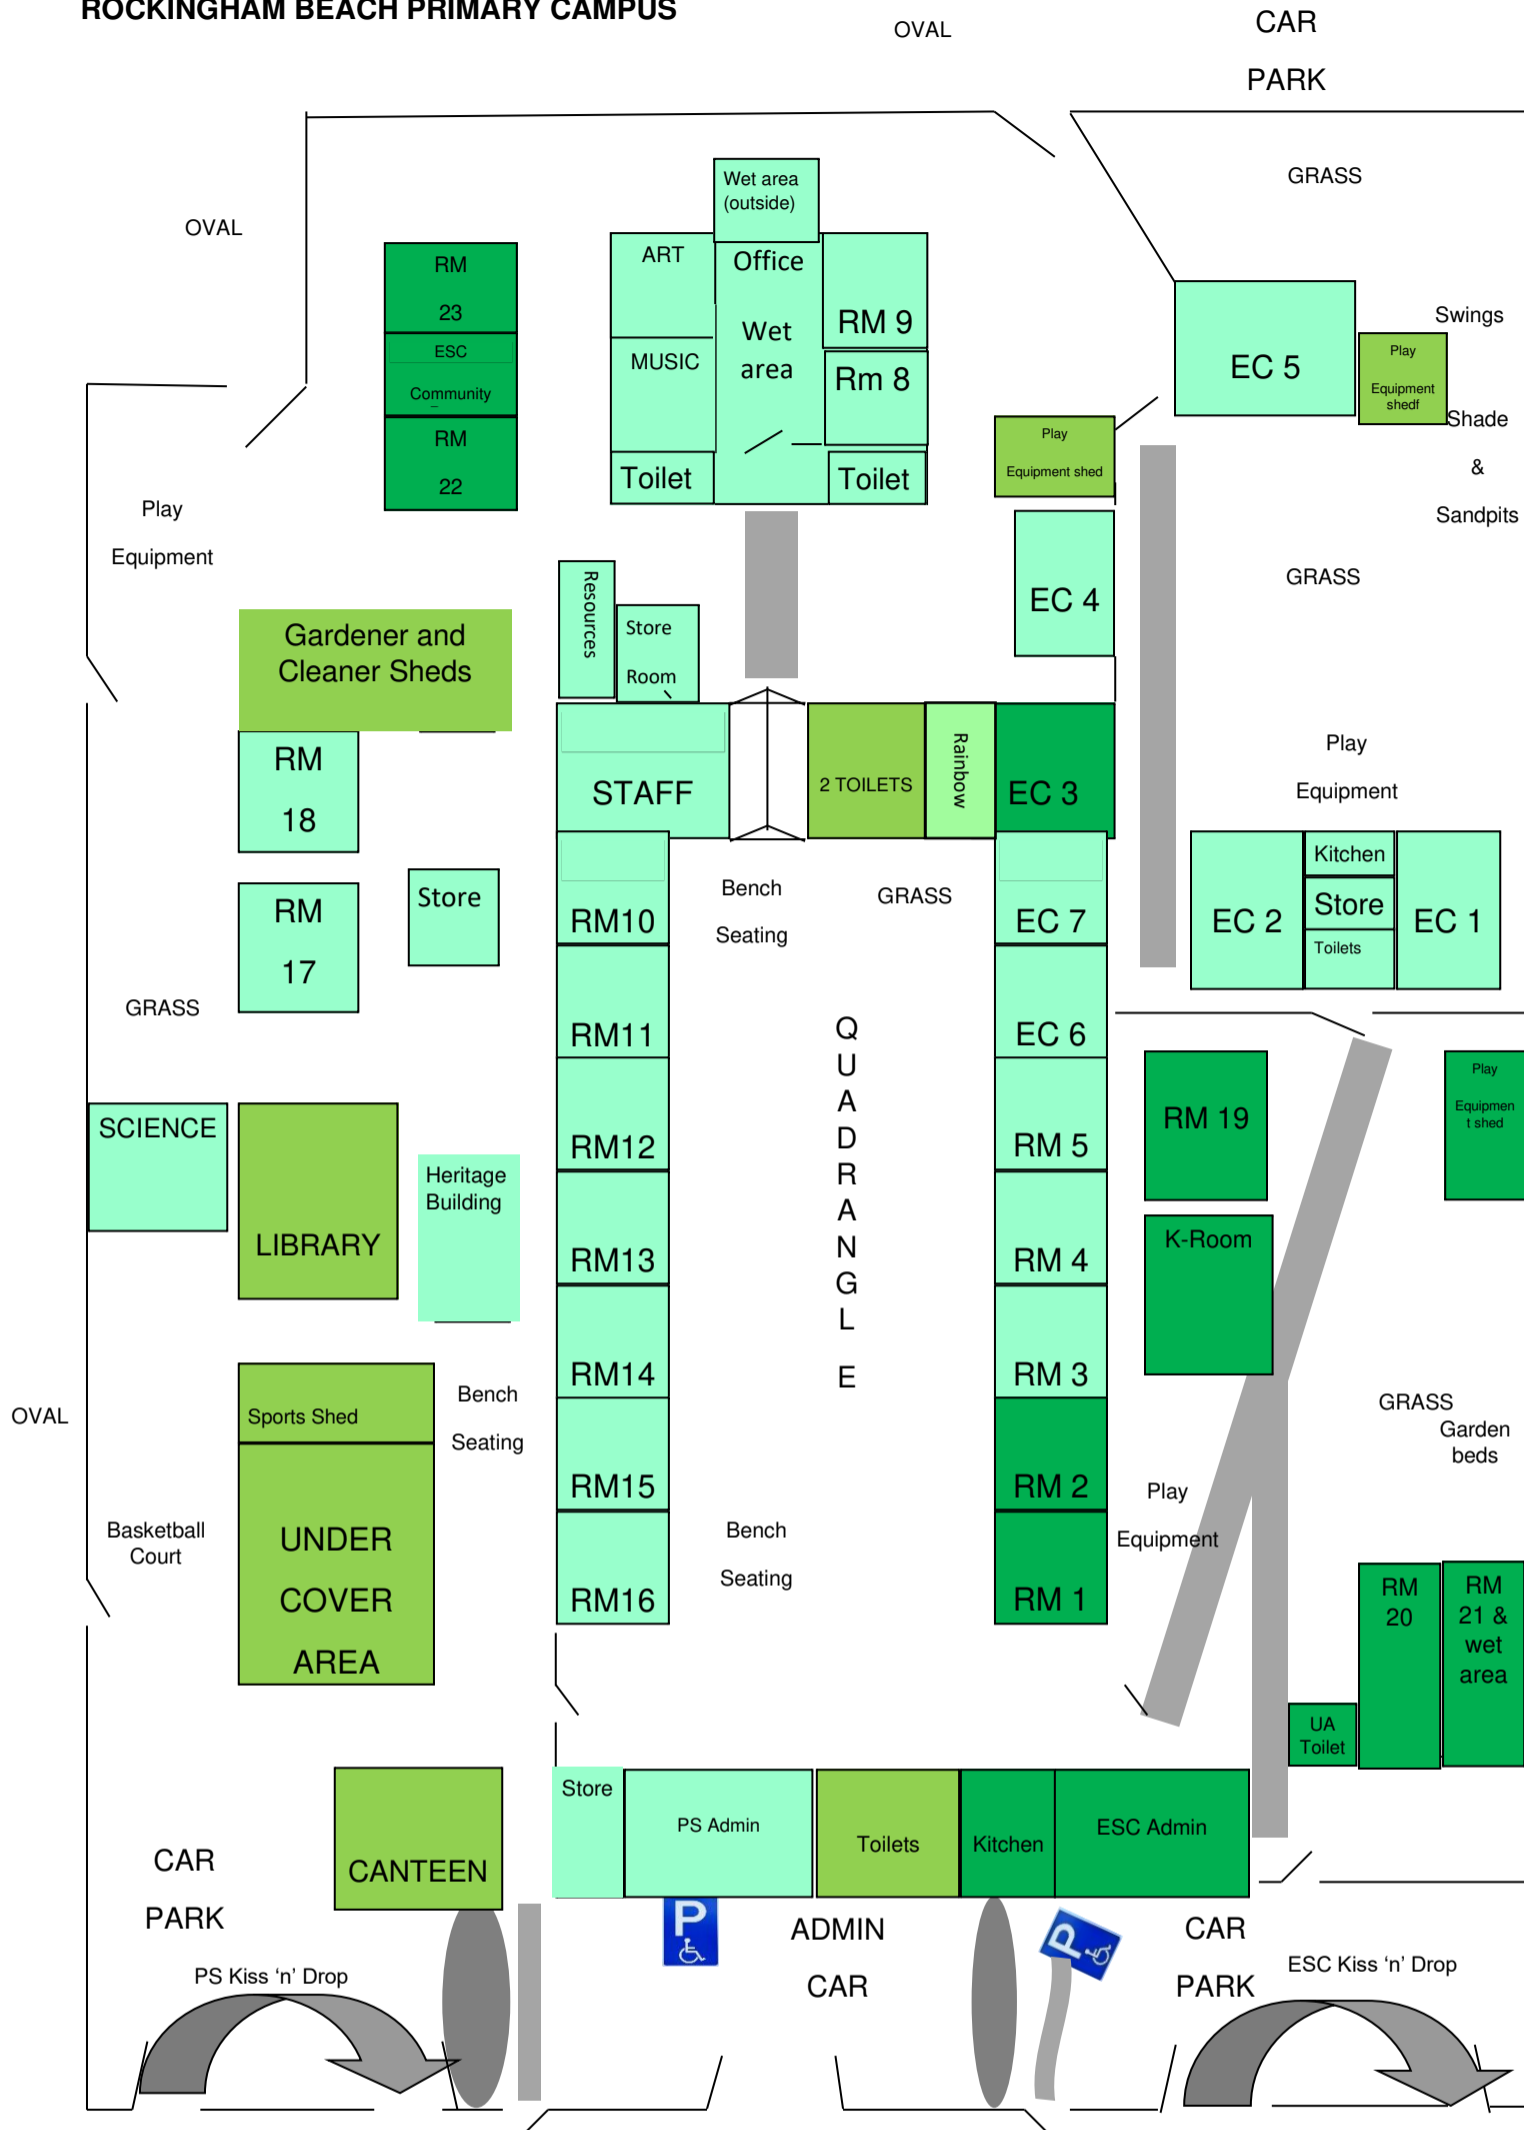 ROCKINGHAM BEACH PRIMARY CAMPUS
OVAL
CAR
PARK
GRASS
Wet area
(outside)
OVAL
RM
23
ESC
Community
RM
22
ART
Office
Wet
area
MUSIC
RM 9
Rm 8
Toilet
Toilet
EC 5
Swings
Play
Equipment
shedf
Shade
&
Sandpits
Play
Equipment shed
Play
Equipment
EC 4
GRASS
Resources
Store
Room
Gardener and
Cleaner Sheds
RM
18
STAFF
2 TOILETS
Rainbow
EC 3
Play
Equipment
RM
17
Store
RM10
Bench
Seating
GRASS
EC 7
EC 2
Kitchen
Store
Toilets
EC 1
GRASS
RM11
QUADRANGLE
EC 6
SCIENCE
LIBRARY
Heritage
Building
RM12
RM 5
RM 19
Play
Equipmen
t shed
RM13
RM 4
K-Room
RM14
RM 3
OVAL
Sports Shed
Bench
Seating
GRASS
Garden
beds
RM15
RM 2
Play
Equipment
Basketball
Court
UNDER
COVER
AREA
RM16
Bench
Seating
RM 1
RM
20
RM
21 &
wet
area
UA
Toilet
Store
PS Admin
Toilets
Kitchen
ESC Admin
CANTEEN
CAR
PARK
P
ADMIN
CAR
P
CAR
PARK
PS Kiss ‘n’ Drop
ESC Kiss ‘n’ Drop